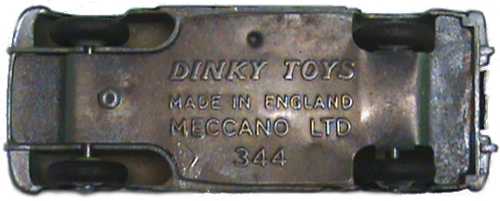 DINKY TOYS
MADE IN ENGLAND
MECCANO LTD
344